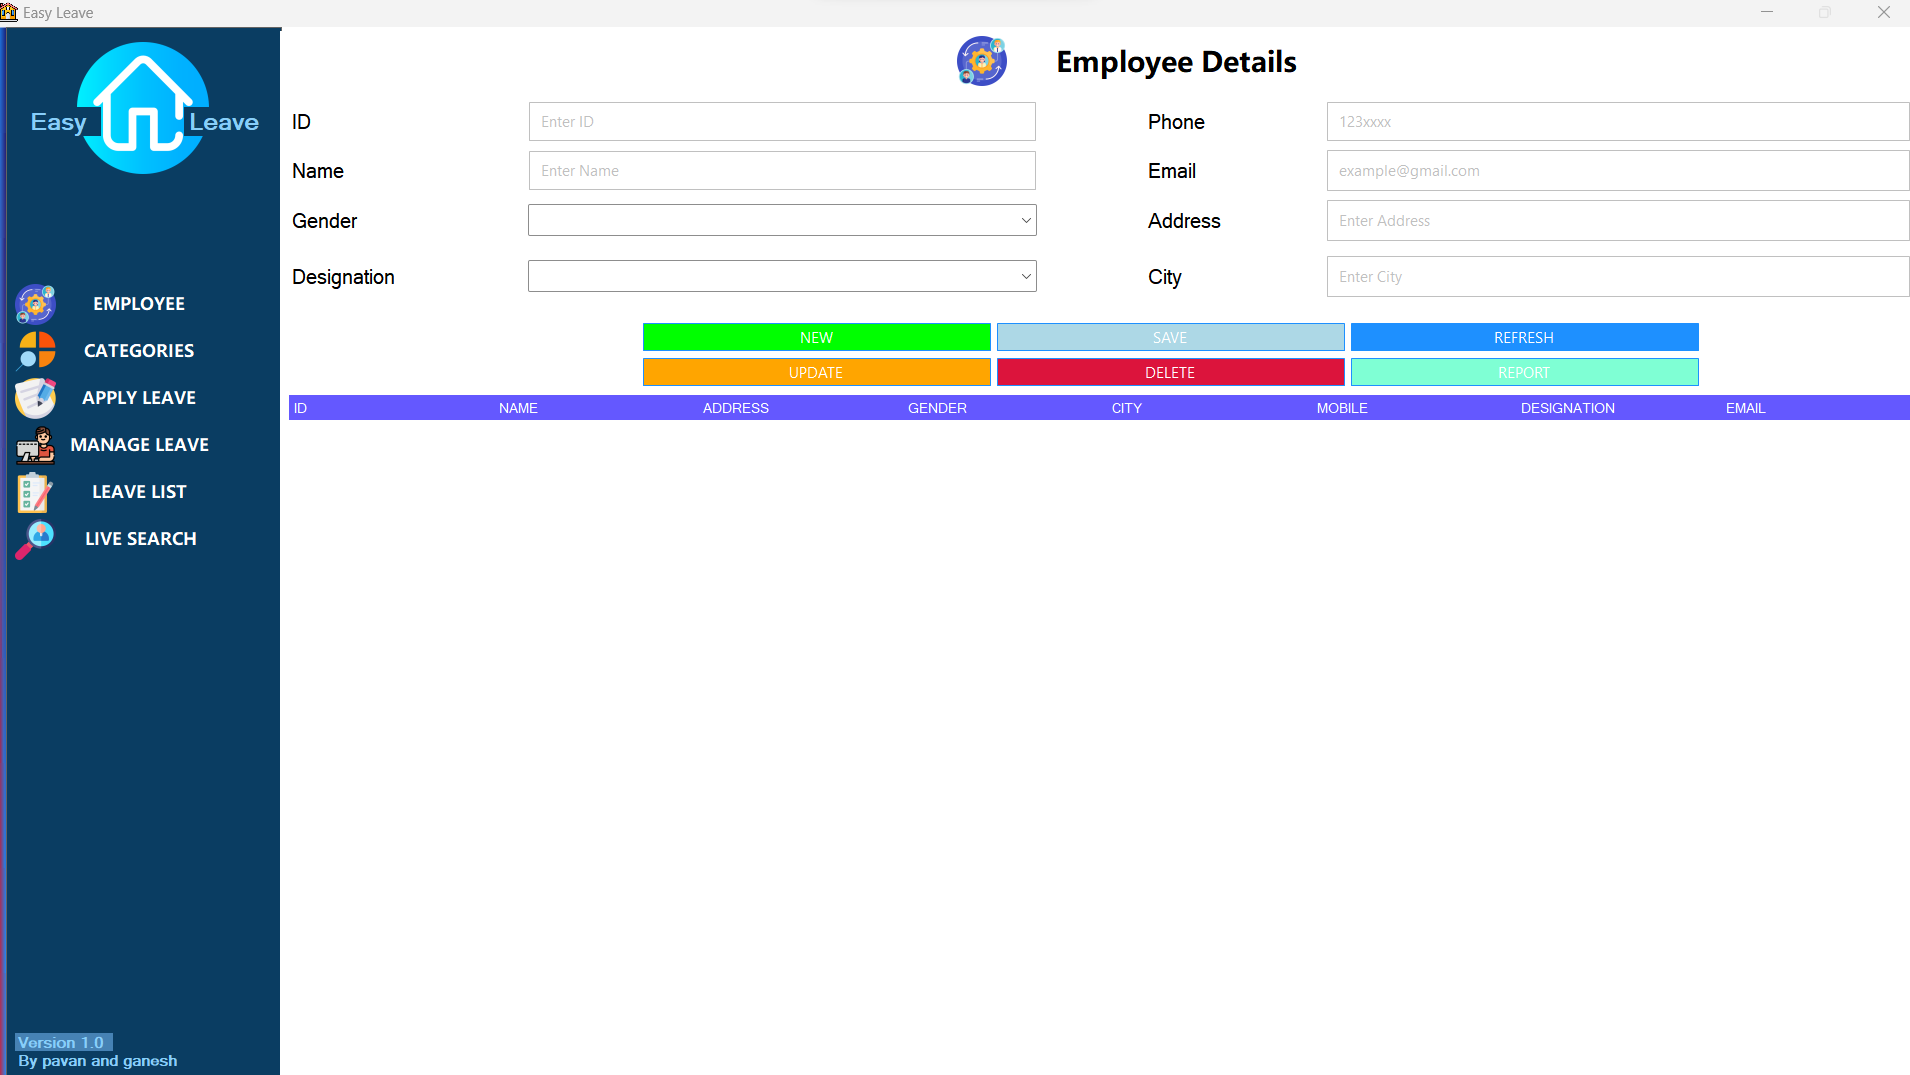 Easy Leave
Easy Leave
EMPLOYEE
CATEGORIES
APPLY LEAVE
MANAGE LEAVE
LEAVE LIST
LIVE SEARCH
Version 1.0
By pavan and ganesh
Employee Details
ID Enter ID Phone 123xxxx
Name Enter Name Email example@gmail.com
Gender Address Enter Address
Designation City Enter City
NEW SAVE REFRESH
UPDATE DELETE REPORT
ID NAME ADDRESS GENDER CITY MOBILE DESIGNATION EMAIL